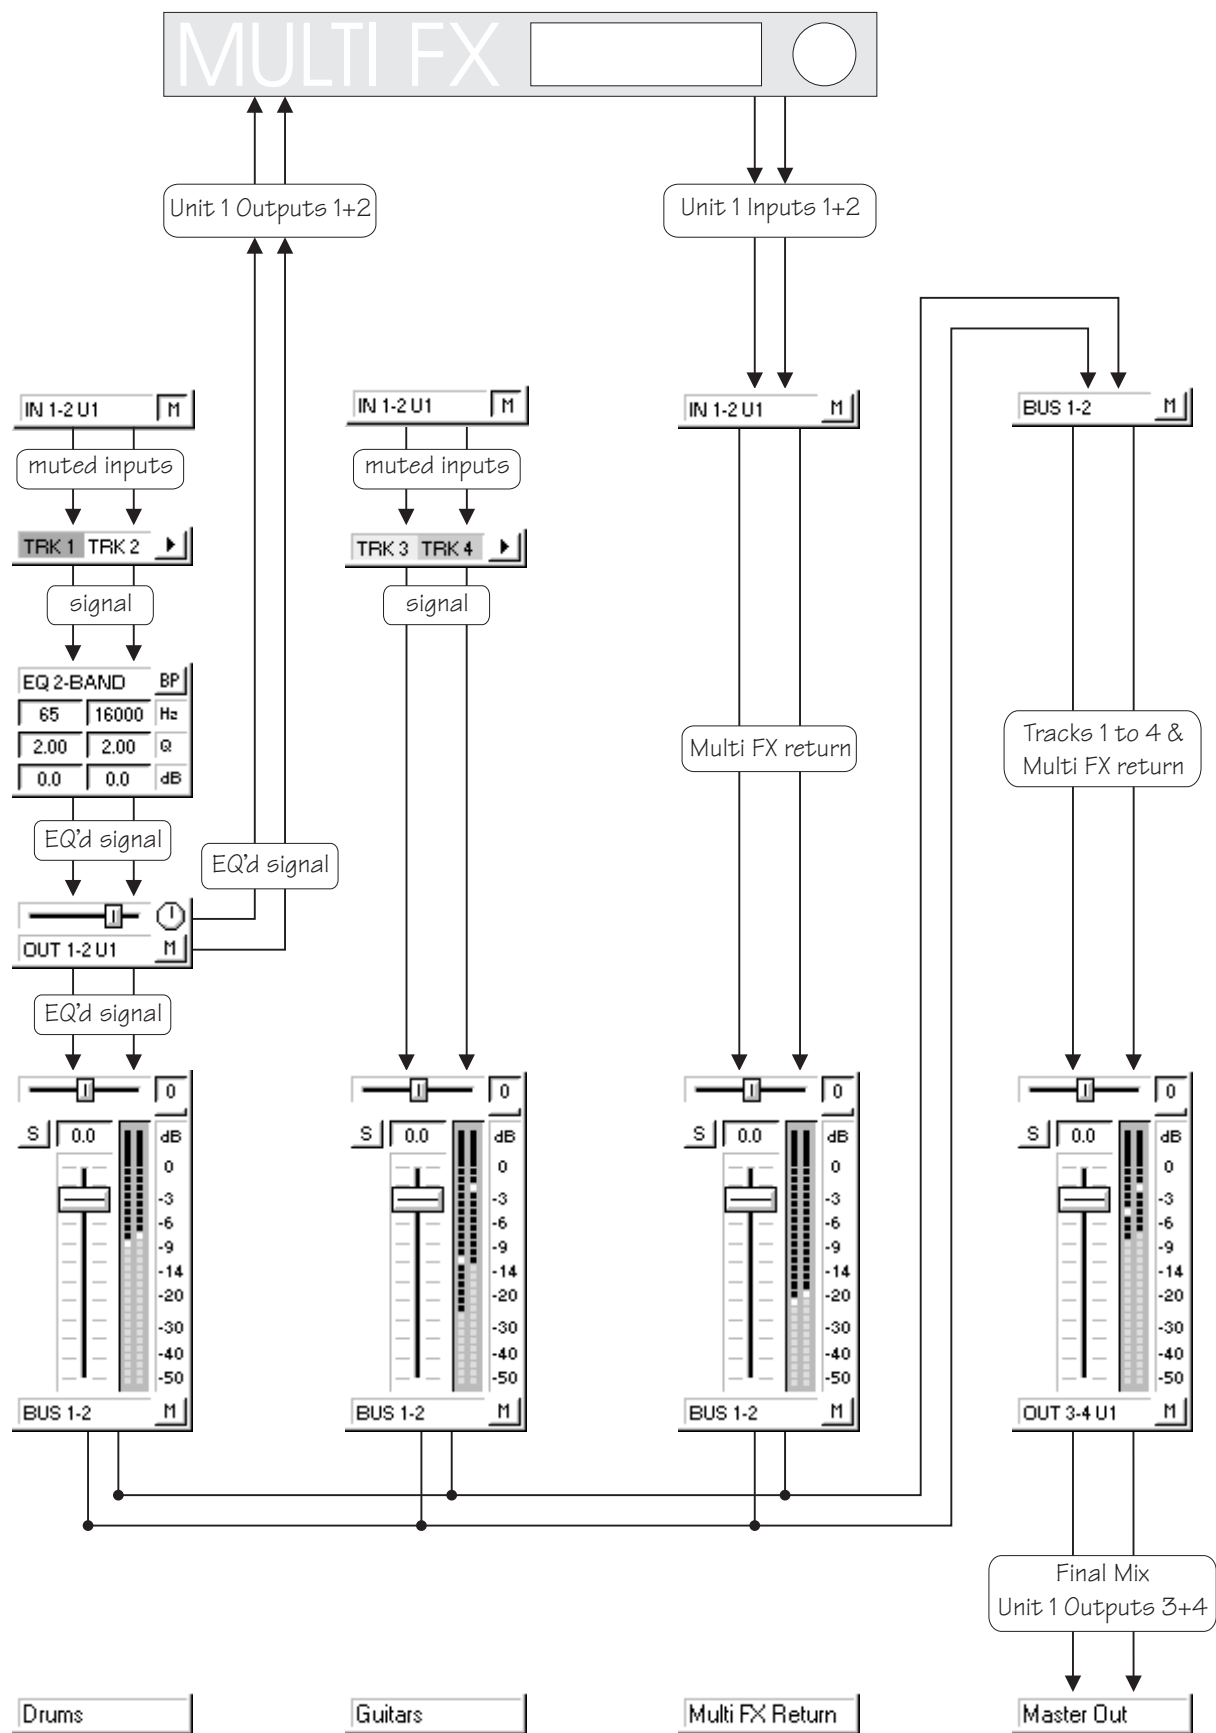 MULTI FX
Unit 1 Outputs 1+2
Unit 1 Inputs 1+2
IN 1-2 U1 M
muted inputs
TRK 1 TRK 2
signal
EQ 2-BAND BP
65 16000 Hz
2.00 2.00 Q
0.0 0.0 dB
EQ'd signal
EQ'd signal
OUT 1-2 U1 M
EQ'd signal
0
S 0.0 dB
0
-3
-6
-9
-14
-20
-30
-40
-50
BUS 1-2 M
Drums
IN 1-2 U1 M
muted inputs
TRK 3 TRK 4
signal
0
S 0.0 dB
0
-3
-6
-9
-14
-20
-30
-40
-50
BUS 1-2 M
Guitars
IN 1-2 U1 M
Multi FX return
0
S 0.0 dB
0
-3
-6
-9
-14
-20
-30
-40
-50
BUS 1-2 M
Multi FX Return
BUS 1-2 M
Tracks 1 to 4 &
Multi FX return
0
S 0.0 dB
0
-3
-6
-9
-14
-20
-30
-40
-50
OUT 3-4 U1 M
Final Mix
Unit 1 Outputs 3+4
Master Out